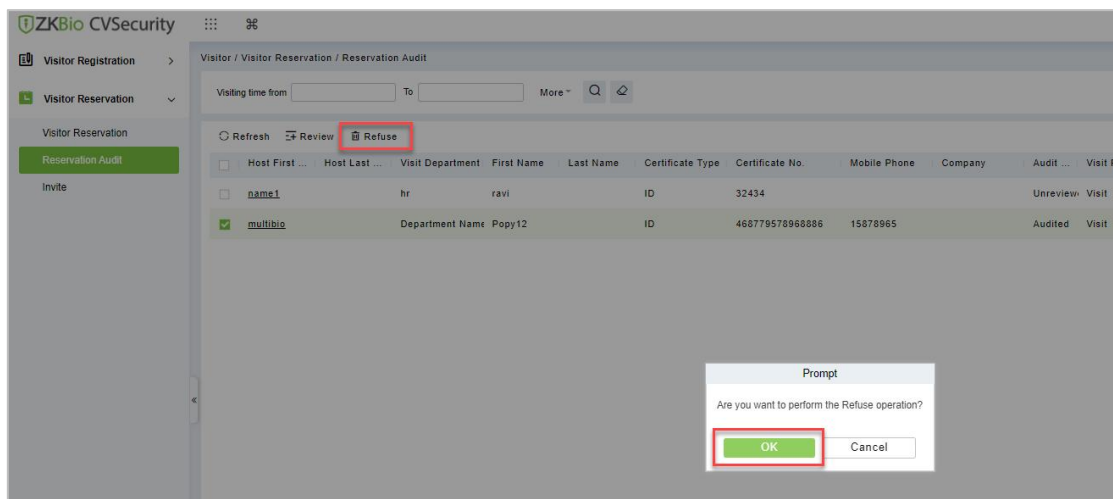 ZKBio CVSecurity
Visitor Registration
Visitor Reservation
Visitor Reservation
Reservation Audit
Invite
Visitor / Visitor Reservation / Reservation Audit
Visiting time from To More
Refresh Review Refuse
Host First ... Host Last ... Visit Department First Name Last Name Certificate Type Certificate No. Mobile Phone Company Audit ... Visit
name1 hr ravi ID 32434 Unreview Visit
multibio Department Name Popy12 ID 468779578968886 15878965 Audited Visit
Prompt
Are you want to perform the Refuse operation?
OK Cancel